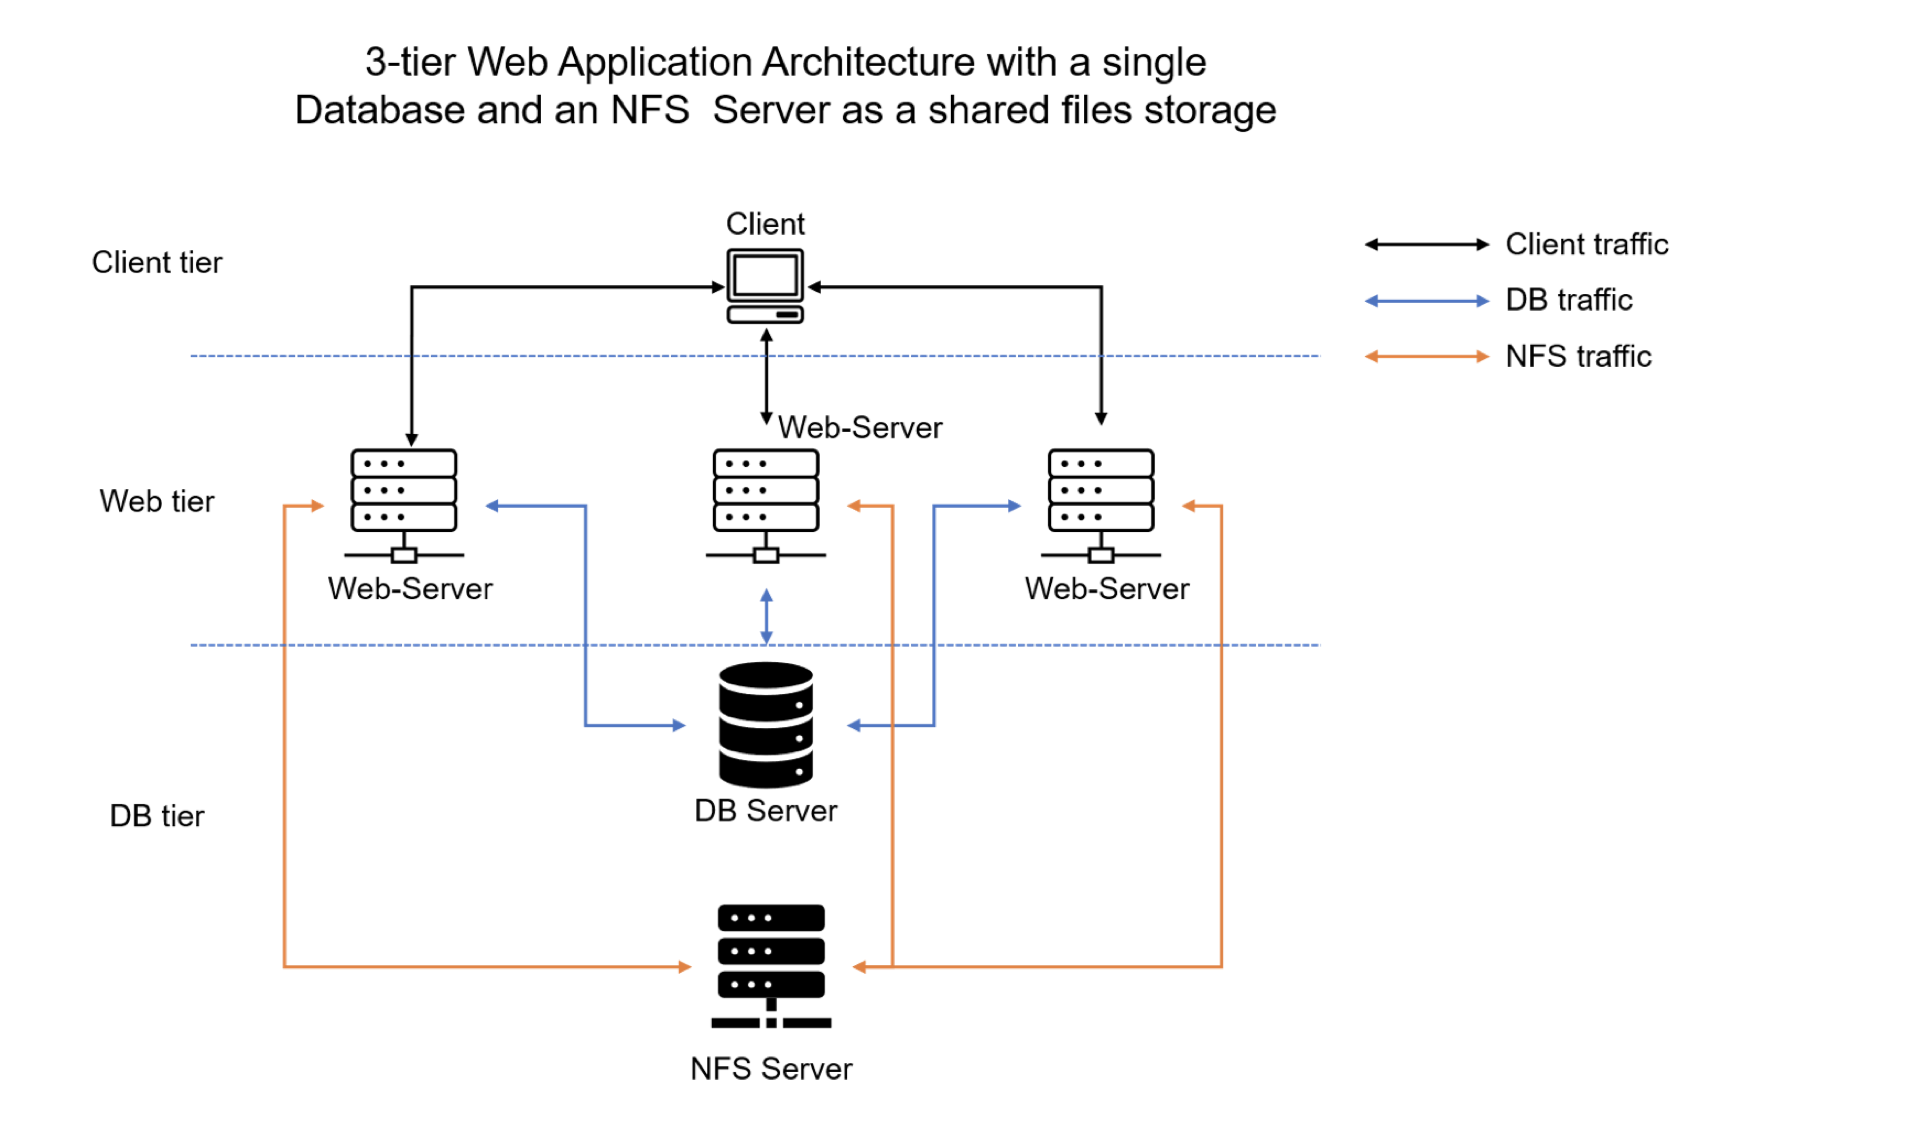 3-tier Web Application Architecture with a single
Database and an NFS  Server as a shared files storage
Client
Client tier
Client traffic
DB traffic
NFS traffic
Web-Server
Web tier
Web-Server
Web-Server
DB Server
DB tier
NFS Server